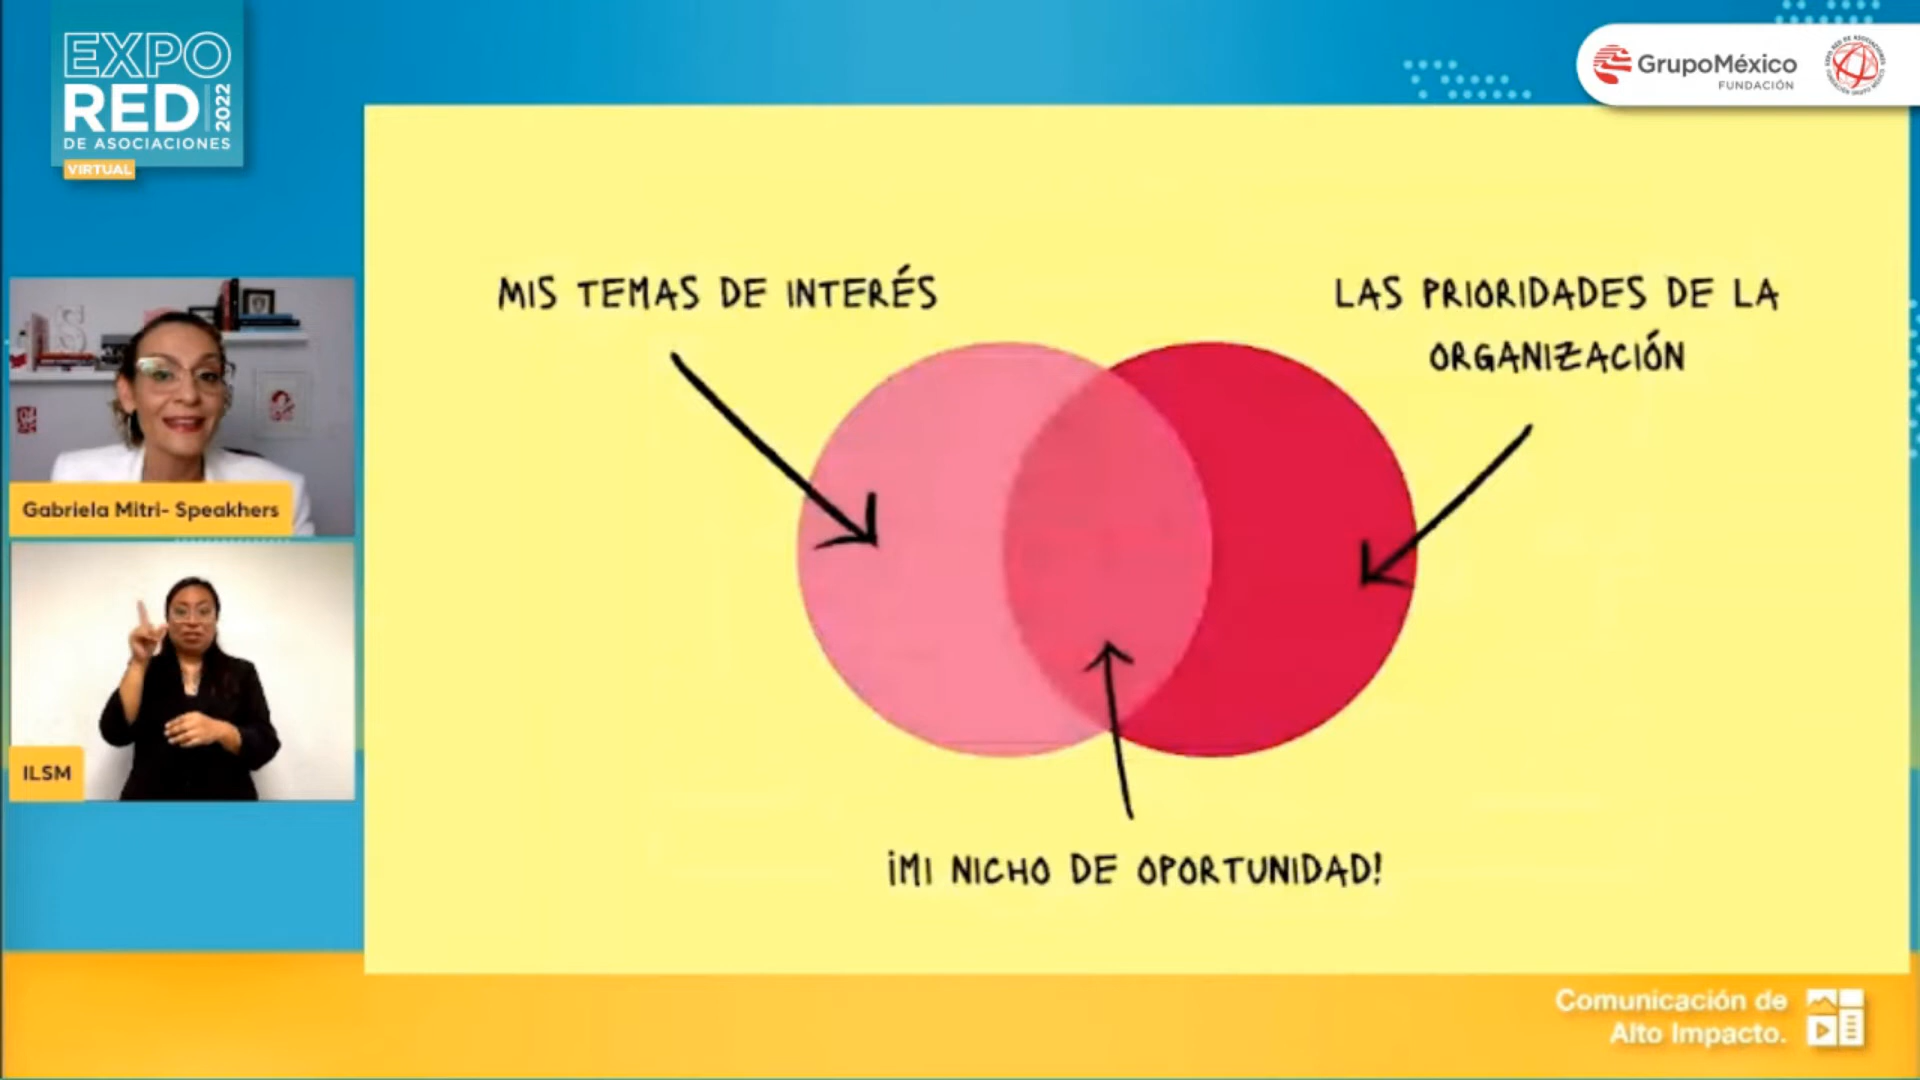 EXPO
RED 2022
DE ASOCIACIONES
VIRTUAL
GrupoMéxico
FUNDACIÓN
MIS TEMAS DE INTERÉS
LAS PRIORIDADES DE LA
ORGANIZACIÓN
Gabriela Mitri- Speakhers
ILSM
¡MI NICHO DE OPORTUNIDAD!
Comunicación de
Alto Impacto.